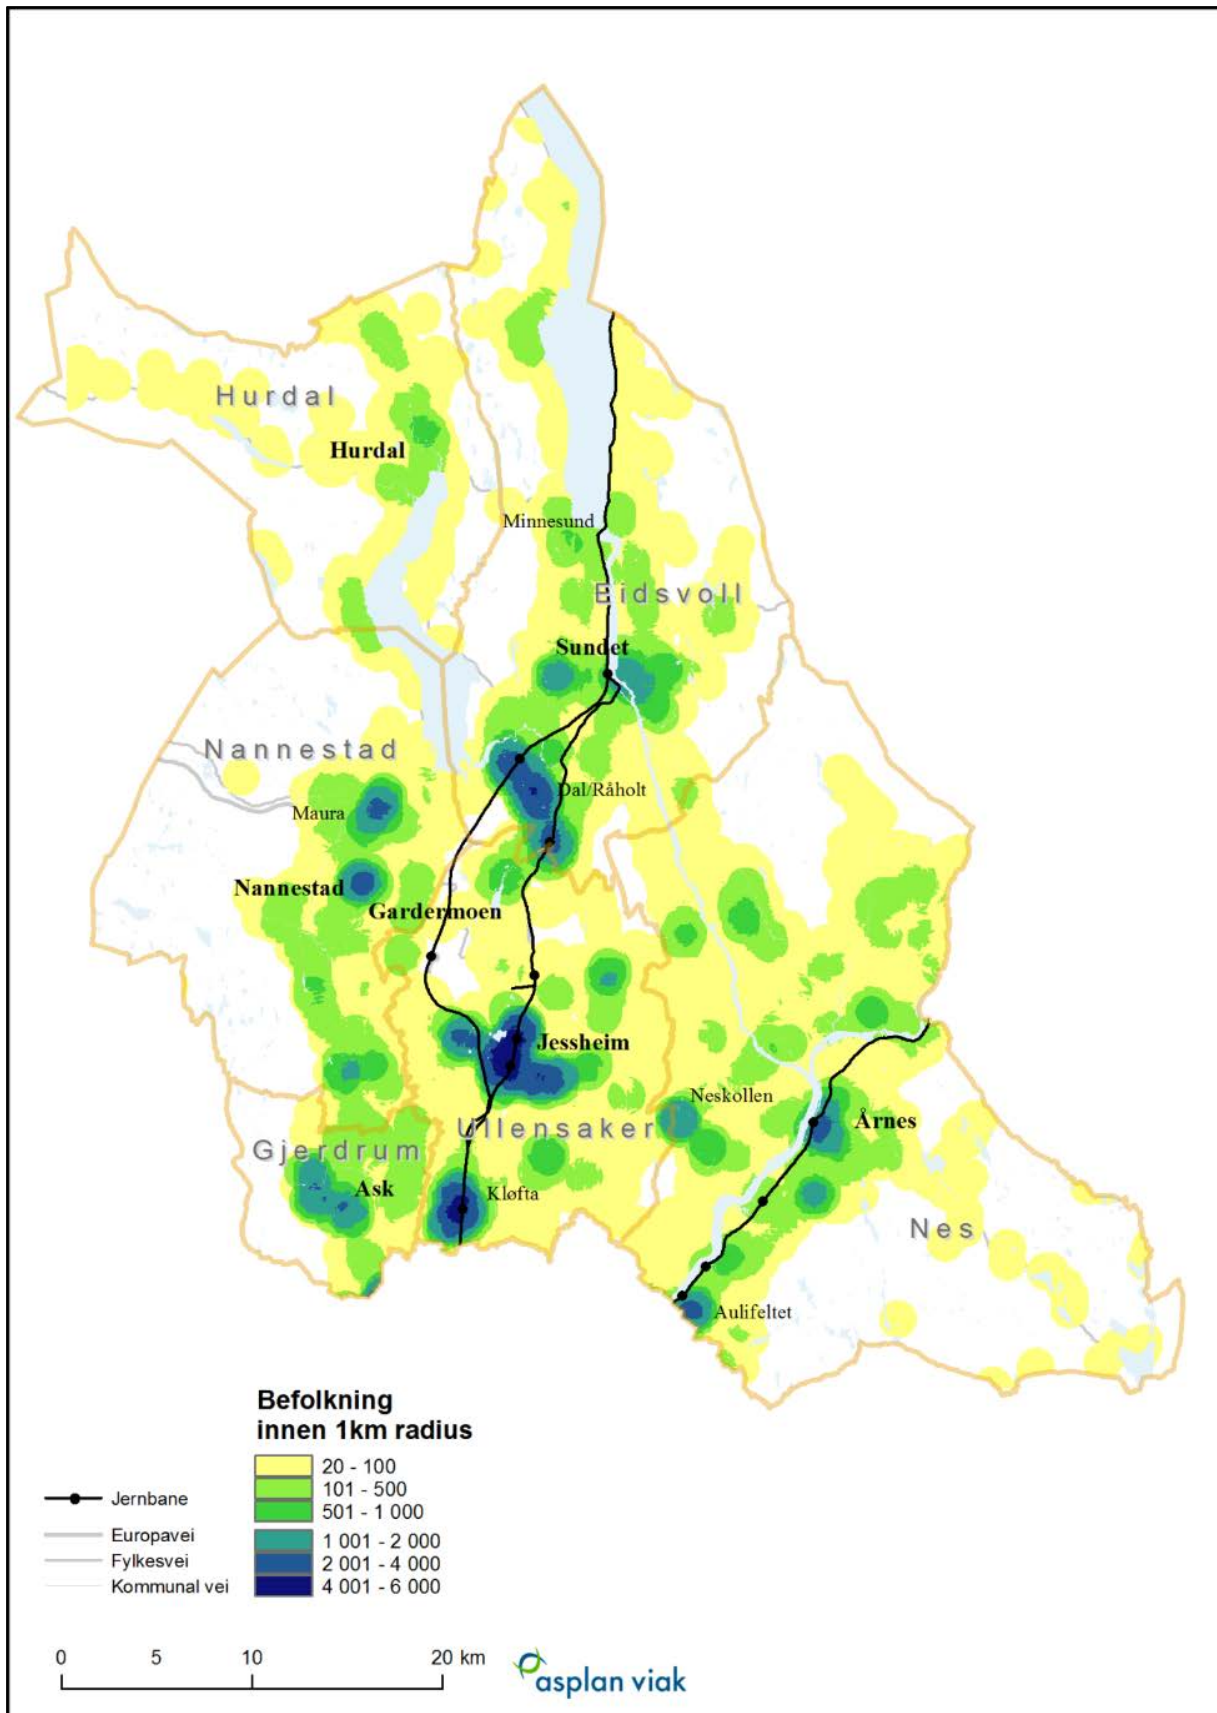 Hurdal
Hurdal
Minnesund
Eidsvoll
Sundet
Nannestad
Dal/Råholt
Maura
Nannestad
Gardermoen
Jessheim
Neskollen
Årnes
Ullensaker
Gjerdrum
Ask
Kløfta
Nes
Aulifeltet
Befolkning
innen 1km radius
20 - 100
101 - 500
501 - 1 000
1 001 - 2 000
2 001 - 4 000
4 001 - 6 000
Jernbane
Europavei
Fylkesvei
Kommunal vei
0 5 10 20 km
asplan viak